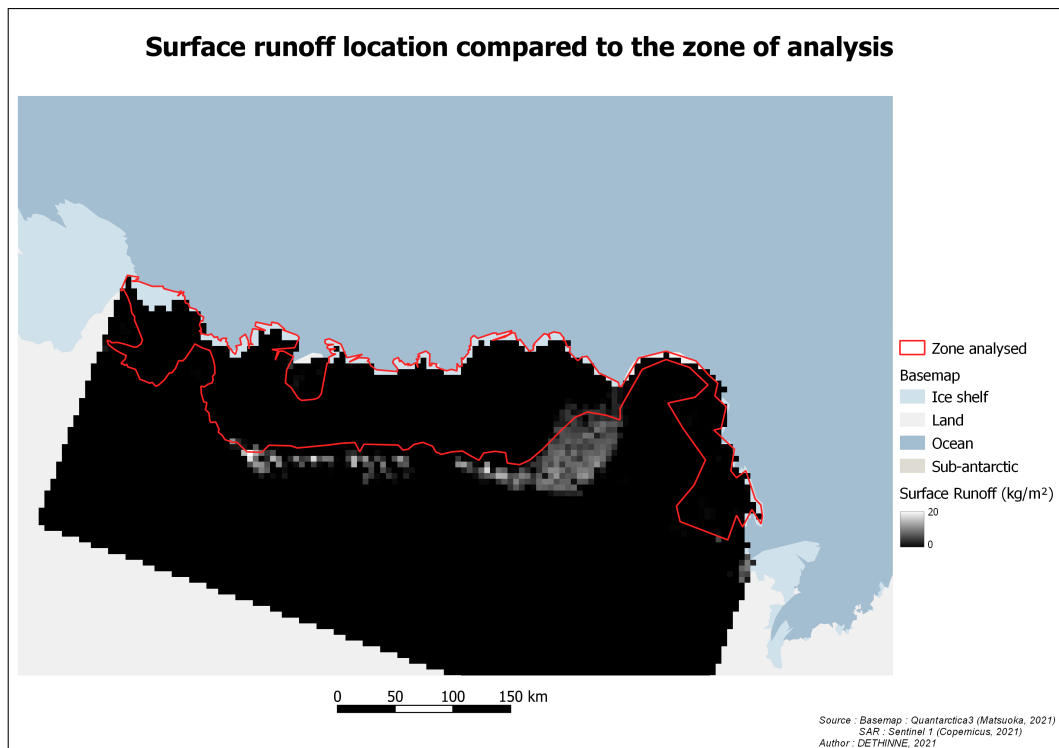 Surface runoff location compared to the zone of analysis
Zone analysed
Basemap
Ice shelf
Land
Ocean
Sub-antarctic
Surface Runoff (kg/m²)
20
0
0 50 100 150 km
Source : Basemap : Quantarctica3 (Matsuoka, 2021)
SAR : Sentinel 1 (Copernicus, 2021)
Author : DETHINNE, 2021